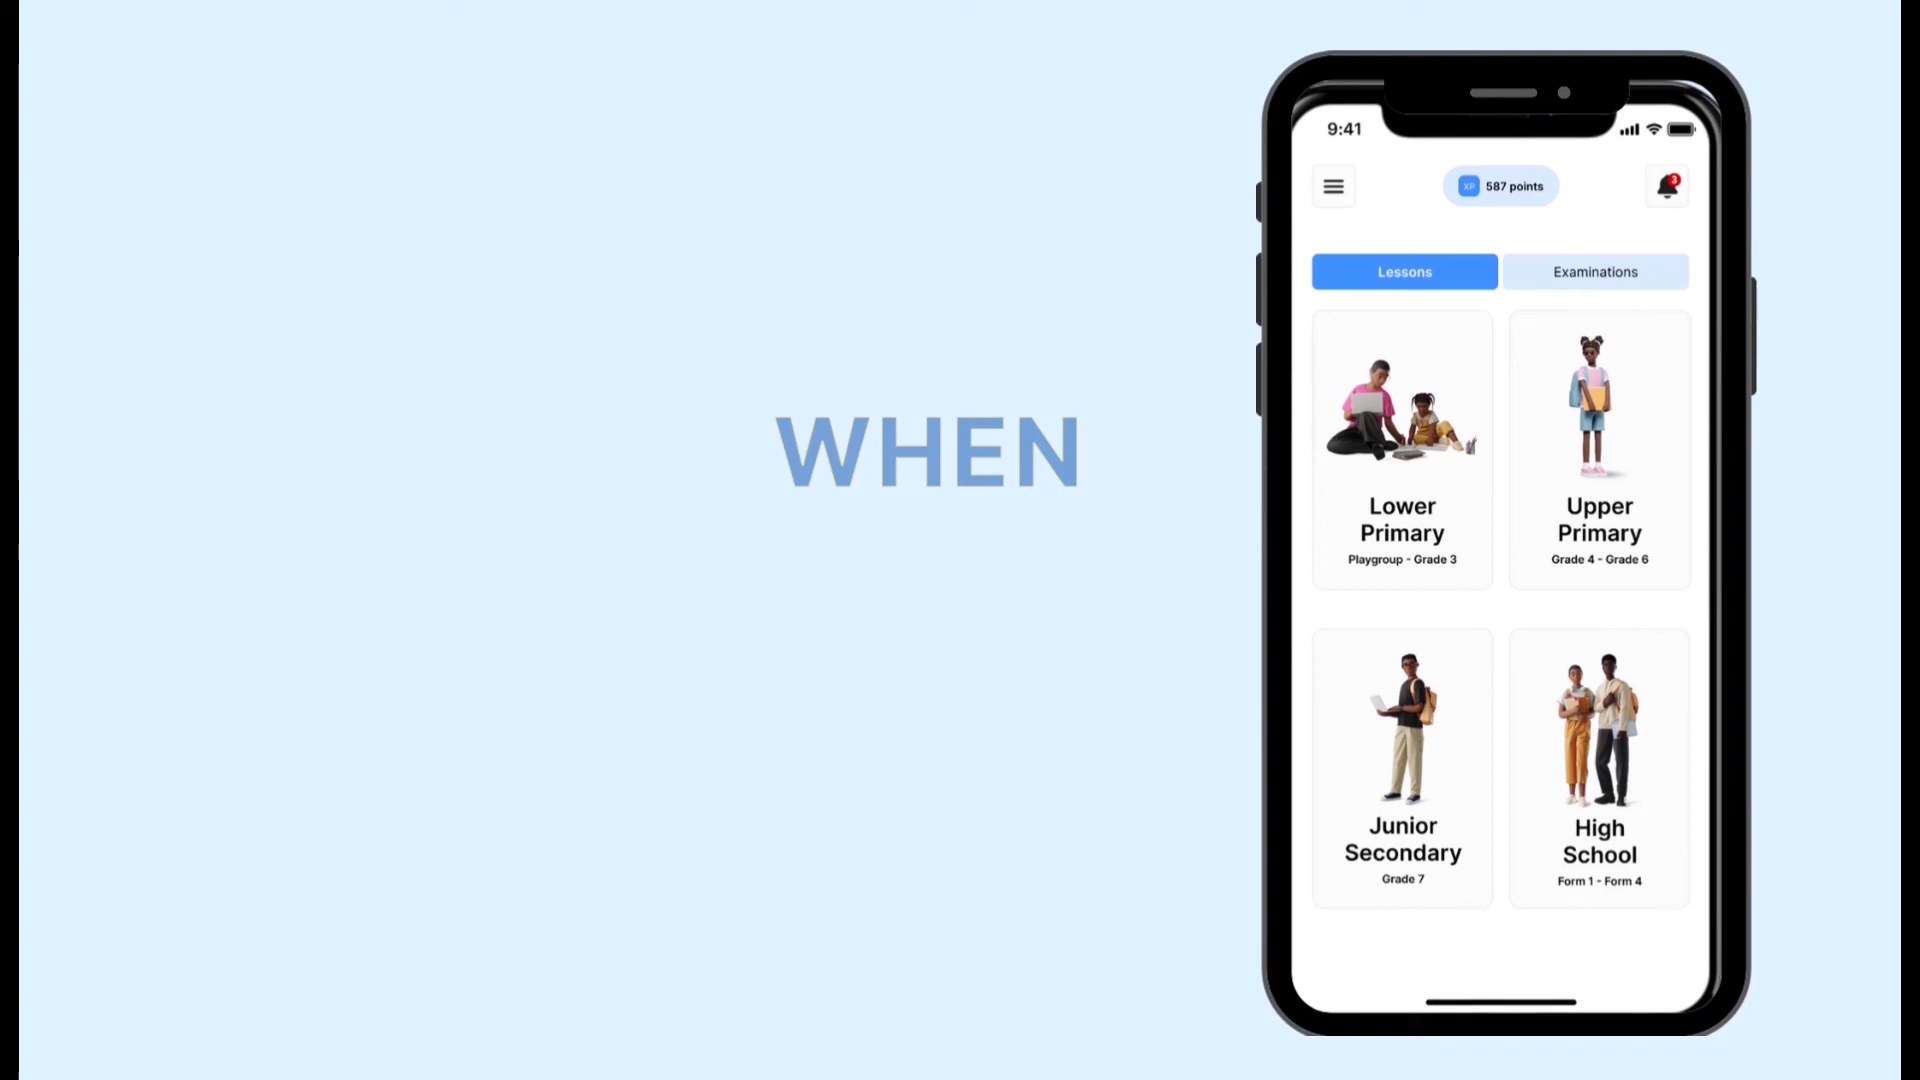 WHEN
9:41
XP 587 points
3
Lessons Examinations
Lower
Primary
Playgroup - Grade 3
Upper
Primary
Grade 4 - Grade 6
Junior
Secondary
Grade 7
High
School
Form 1 - Form 4